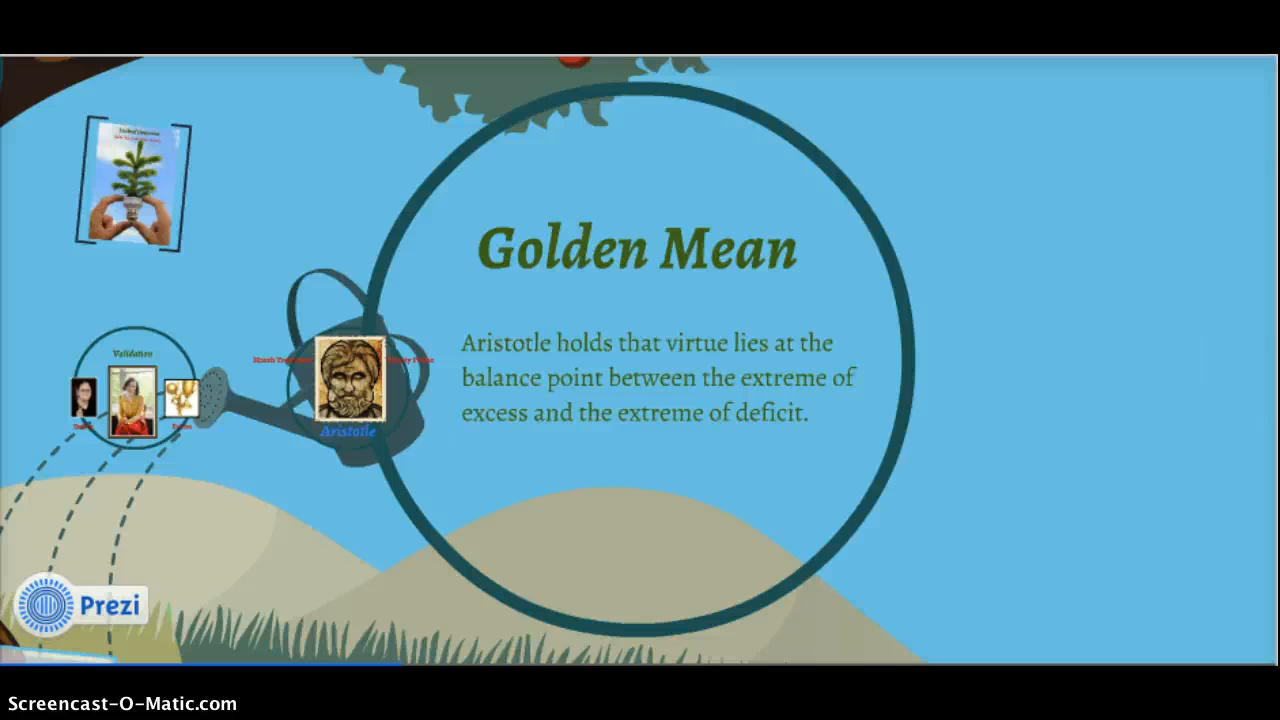 Golden Mean
Aristotle holds that virtue lies at the
balance point between the extreme of
excess and the extreme of deficit.
Validation
Aristotle
Prezi
Screencast-O-Matic.com